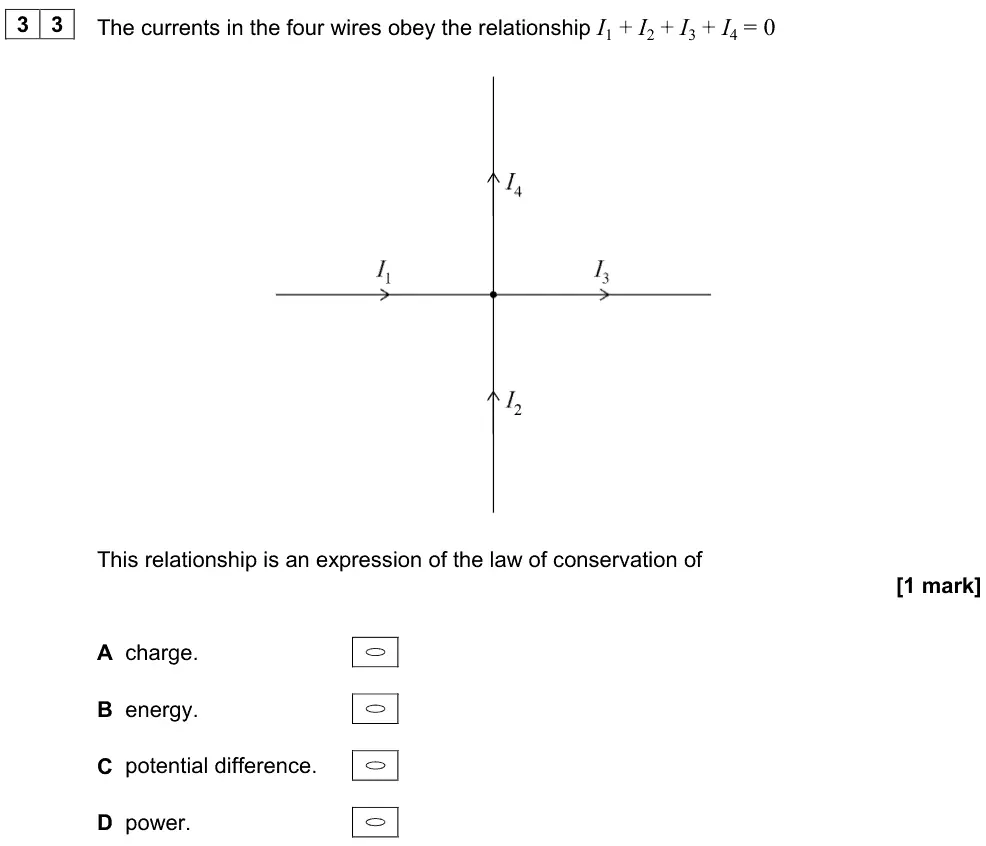 3 3 The currents in the four wires obey the relationship I₁ + I₂ + I₃ + I₄ = 0
I₄
I₁ I₃
I₂
This relationship is an expression of the law of conservation of
[1 mark]
A charge.
B energy.
C potential difference.
D power.